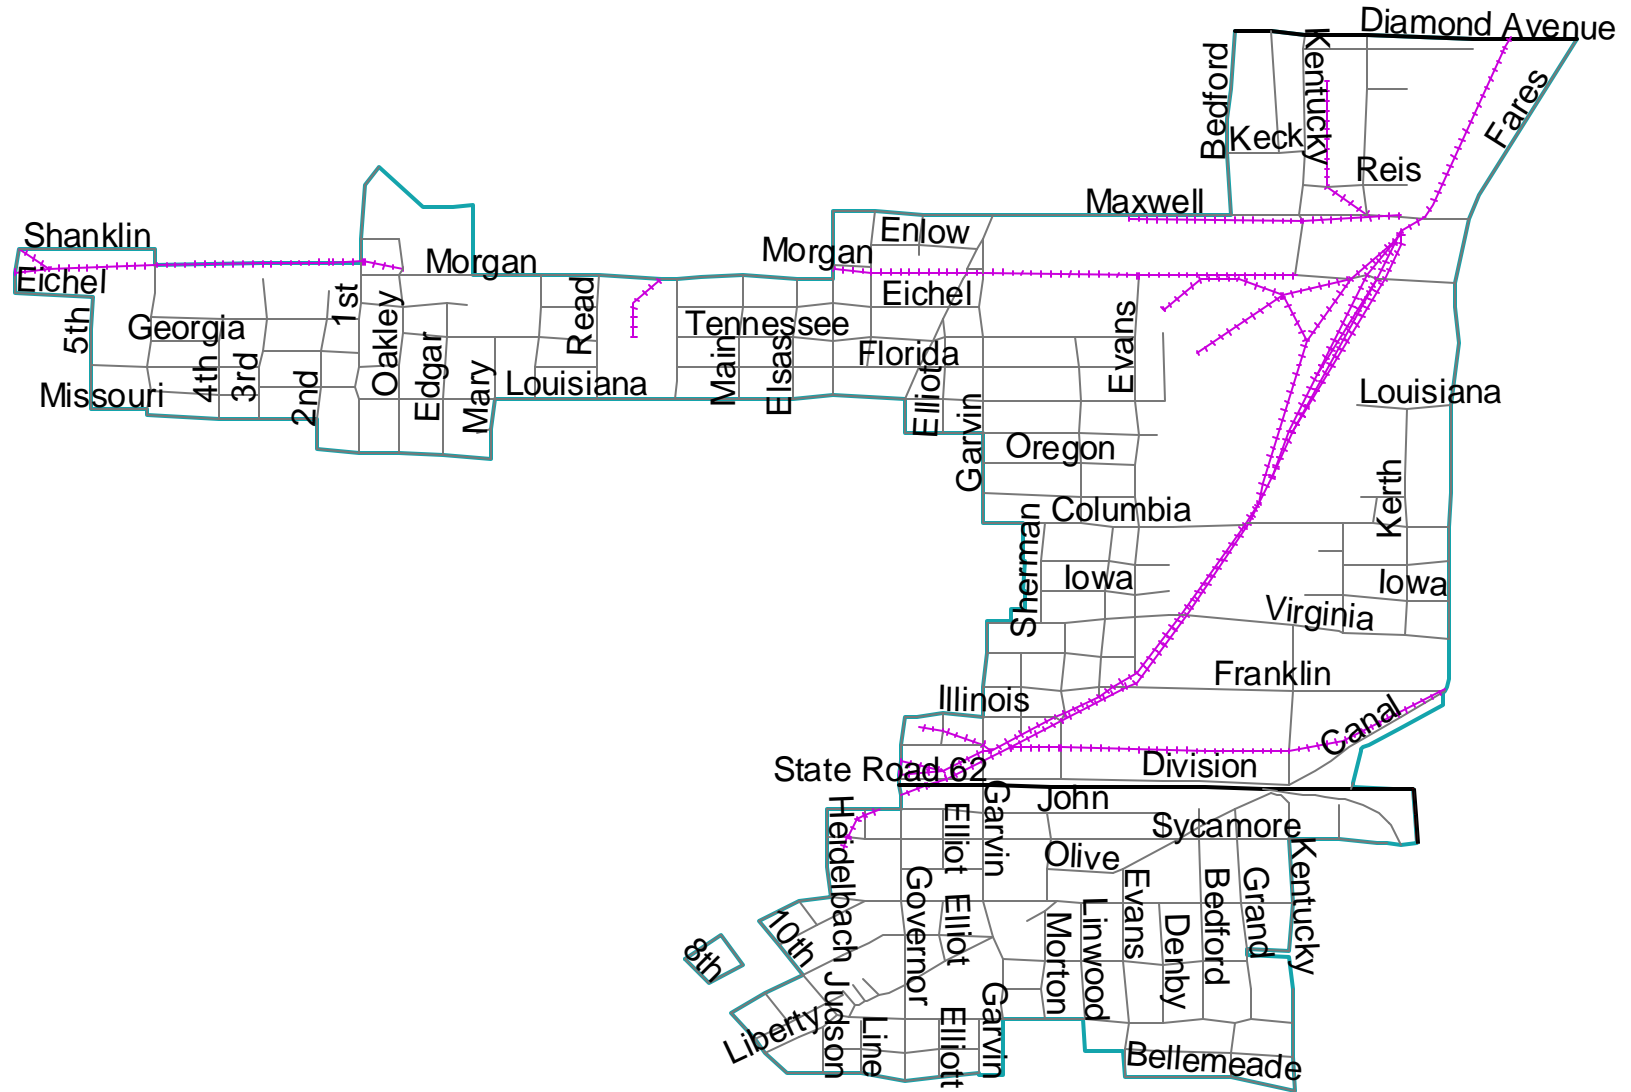 Diamond Avenue
Bedford
Kentucky
Fares
Keck
Reis
Maxwell
Shanklin
Enlow
Morgan
Morgan
Eichel
Eichel
5th
Georgia
1st
Oakley
Read
Tennessee
Evans
4th
3rd
2nd
Edgar
Mary
Main
Elsas
Florida
Missouri
Louisiana
Louisiana
Elliot
Garvin
Oregon
Kerth
Columbia
Sherman
Iowa
Iowa
Virginia
Franklin
Illinois
Canal
State Road 62
Division
Heidelbach
Elliot
Garvin
John
Sycamore
Olive
Kentucky
Governor
Elliot
Evans
Bedford
Grand
10th
Morton
Linwood
Denby
8th
Judson
Liberty
Line
Elliott
Garvin
Bellemeade